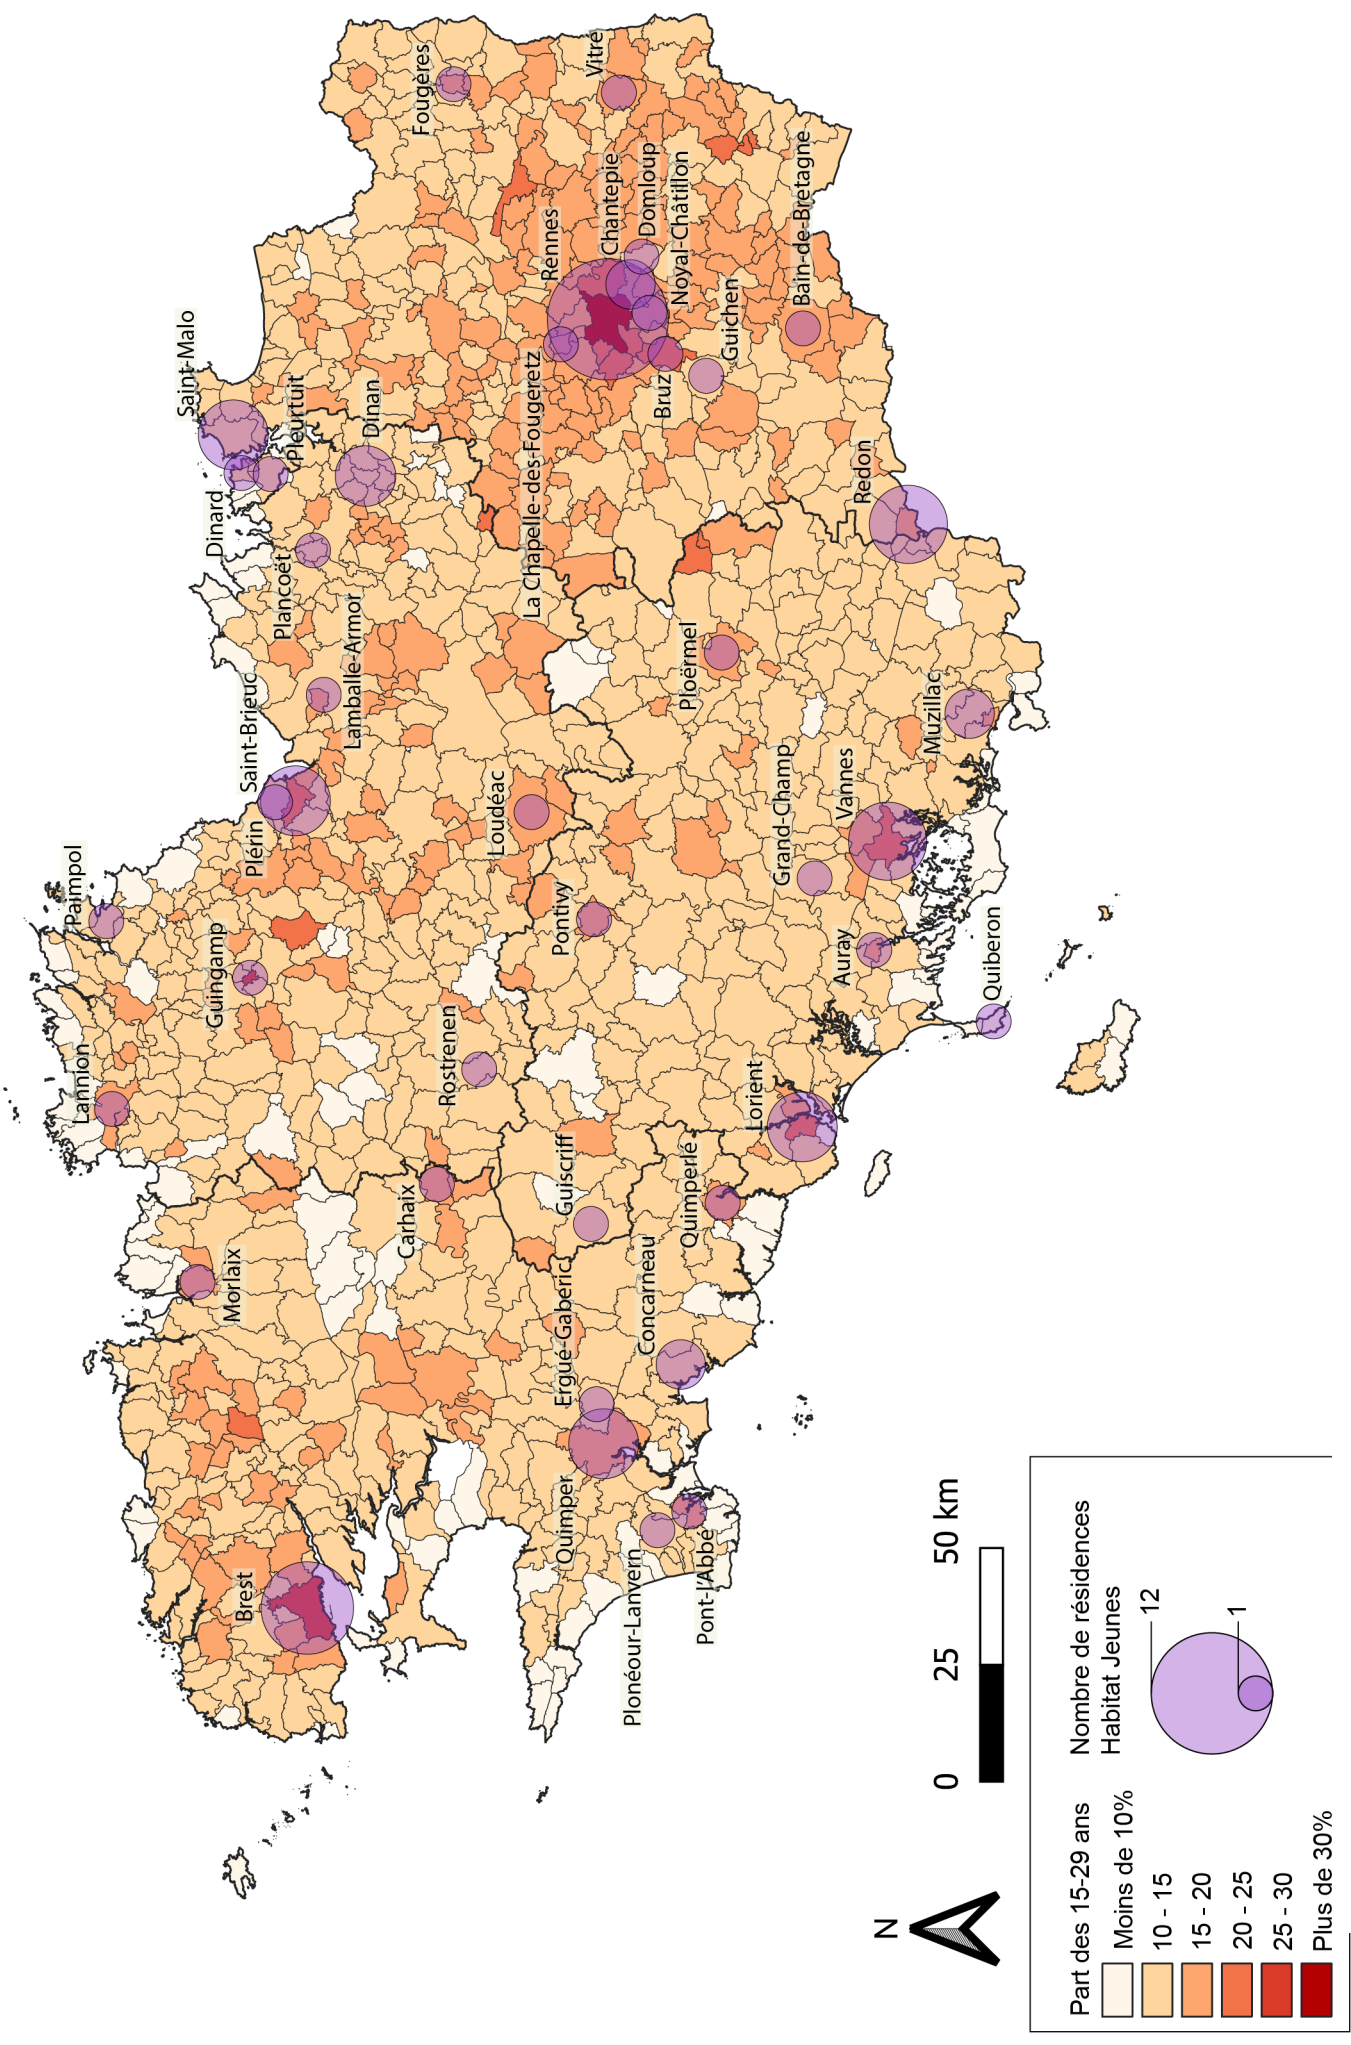 Lannion
Paimpol
Guingamp
Saint-Brieuc
Plérin
Lamballe-Armor
Plancoët
Dinard
Saint-Malo
Pleurtuit
Dinan
Fougères
Vitré
Morlaix
Brest
Carhaix
Rostrenen
Loudéac
Pontivy
Guiscriff
La Chapelle-des-Fougeretz
Rennes
Chantepie
Domloup
Noyal-Châtillon
Bruz
Guichen
Bain-de-Bretagne
Redon
Ploërmel
Quimper
Ergué-Gabéric
Concarneau
Quimperlé
Plonéour-Lanvern
Pont-l'Abbé
Lorient
Auray
Grand-Champ
Vannes
Muzillac
Quiberon
N
0 25 50 km
Part des 15-29 ans
Moins de 10%
10 - 15
15 - 20
20 - 25
25 - 30
Plus de 30%
Nombre de résidences
Habitat Jeunes
12
1